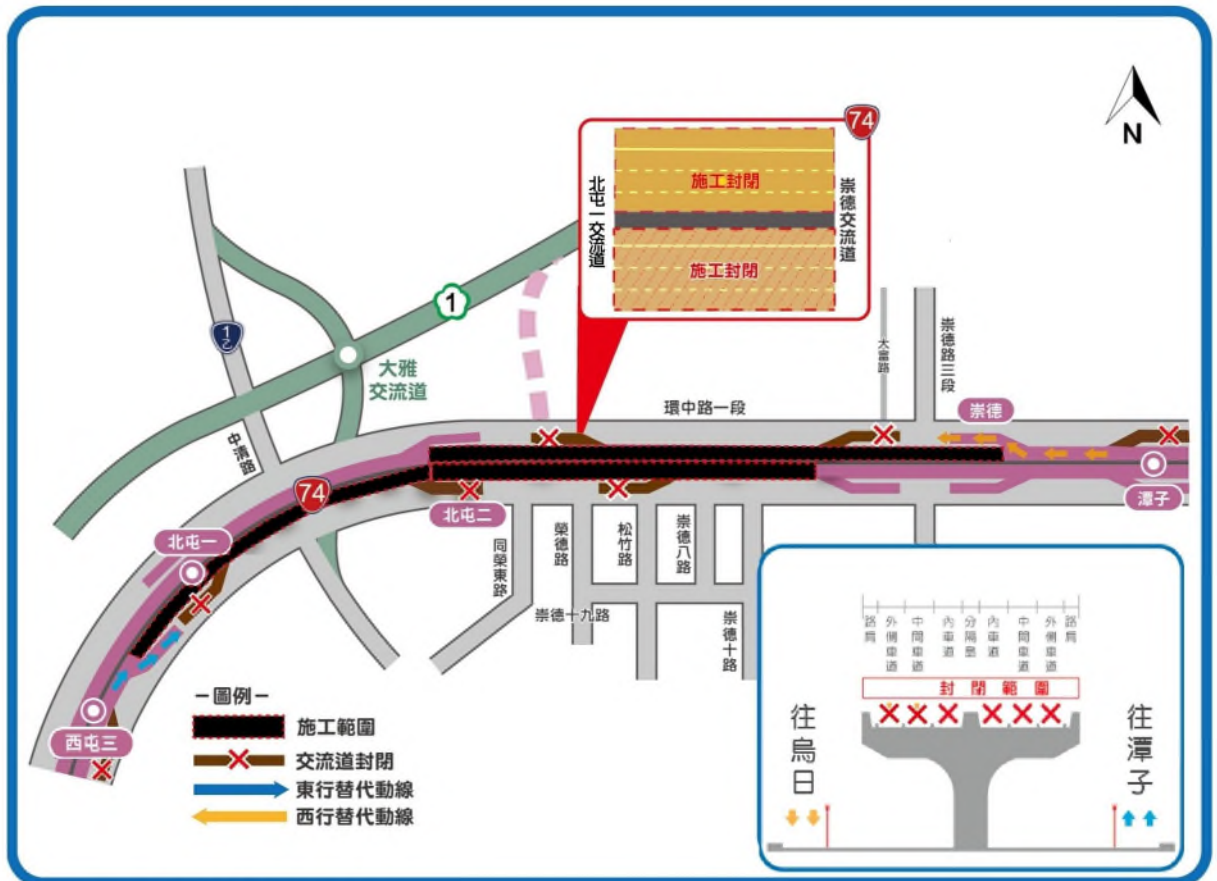 N
74
北屯一交流道
施工封閉
施工封閉
崇德交流道
1
1乙
大雅
交流道
中清路
環中路一段
大富路
崇德路三段
崇德
潭子
74
北屯一
北屯二
西屯三
同榮東路
榮德路
松竹路
崇德八路
崇德十九路
崇德十路
－圖例－
施工範圍
交流道封閉
東行替代動線
西行替代動線
路肩
外側車道
中間車道
內車道
分隔島
內車道
中間車道
外側車道
路肩
封閉範圍
往烏日
往潭子